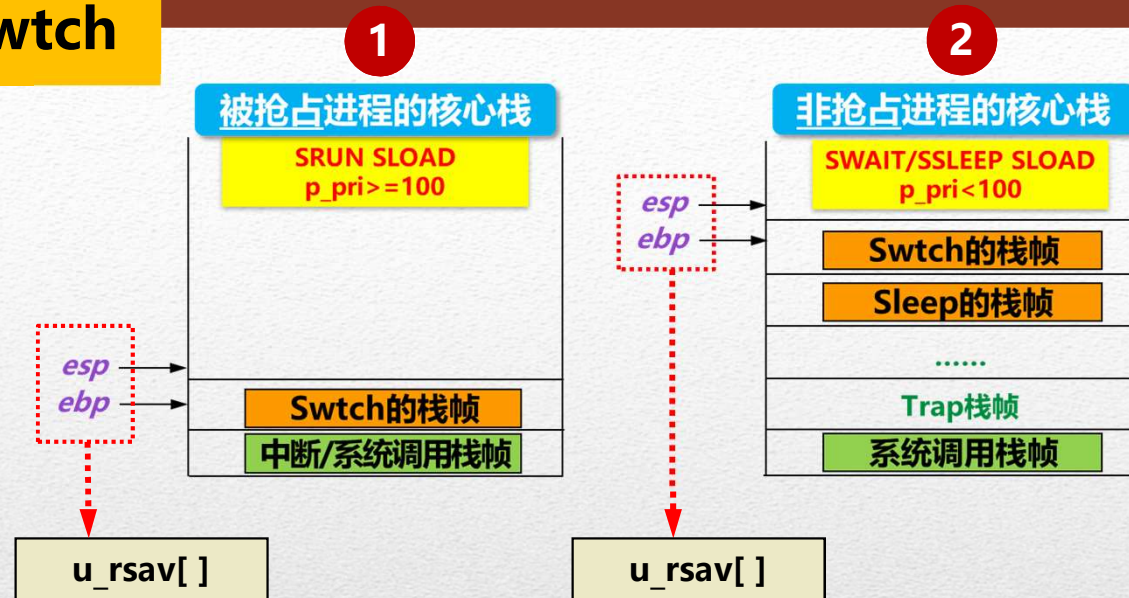 wtch
1
被抢占进程的核心栈
SRUN SLOAD
p_pri>=100
esp
ebp
Swtch的栈帧
中断/系统调用栈帧
u_rsav[ ]
2
非抢占进程的核心栈
SWAIT/SSLEEP SLOAD
p_pri<100
esp
ebp
Swtch的栈帧
Sleep的栈帧
......
Trap栈帧
系统调用栈帧
u_rsav[ ]